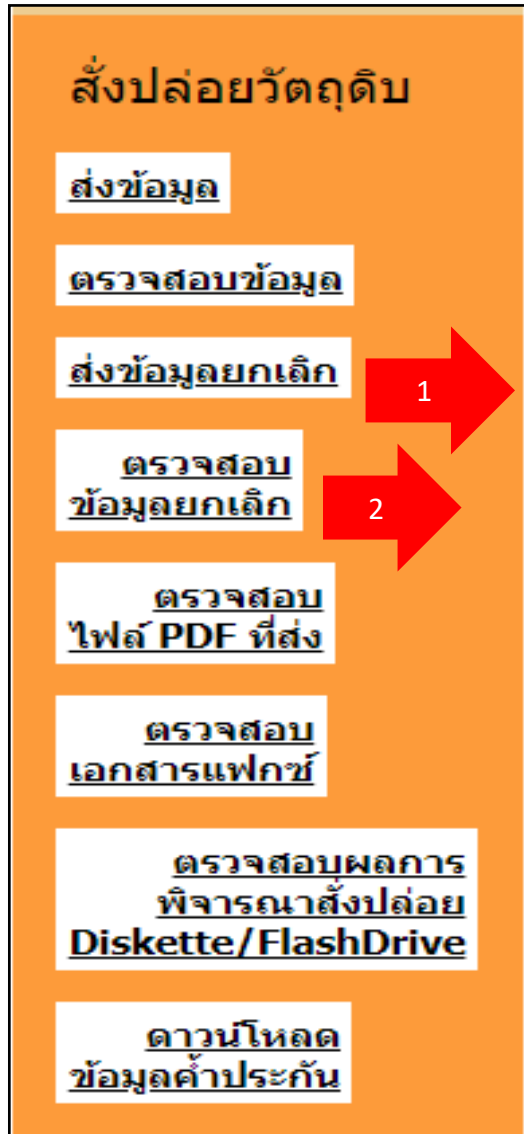 สั่งปล่อยวัตถุดิบ
ส่งข้อมูล
ตรวจสอบข้อมูล
ส่งข้อมูลยกเลิก
1
ตรวจสอบ
ข้อมูลยกเลิก
2
ตรวจสอบ
ไฟล์ PDF ที่ส่ง
ตรวจสอบ
เอกสารแฟกซ์
ตรวจสอบผลการ
พิจารณาสั่งปล่อย
Diskette/FlashDrive
ดาวน์โหลด
ข้อมูลค้ำประกัน